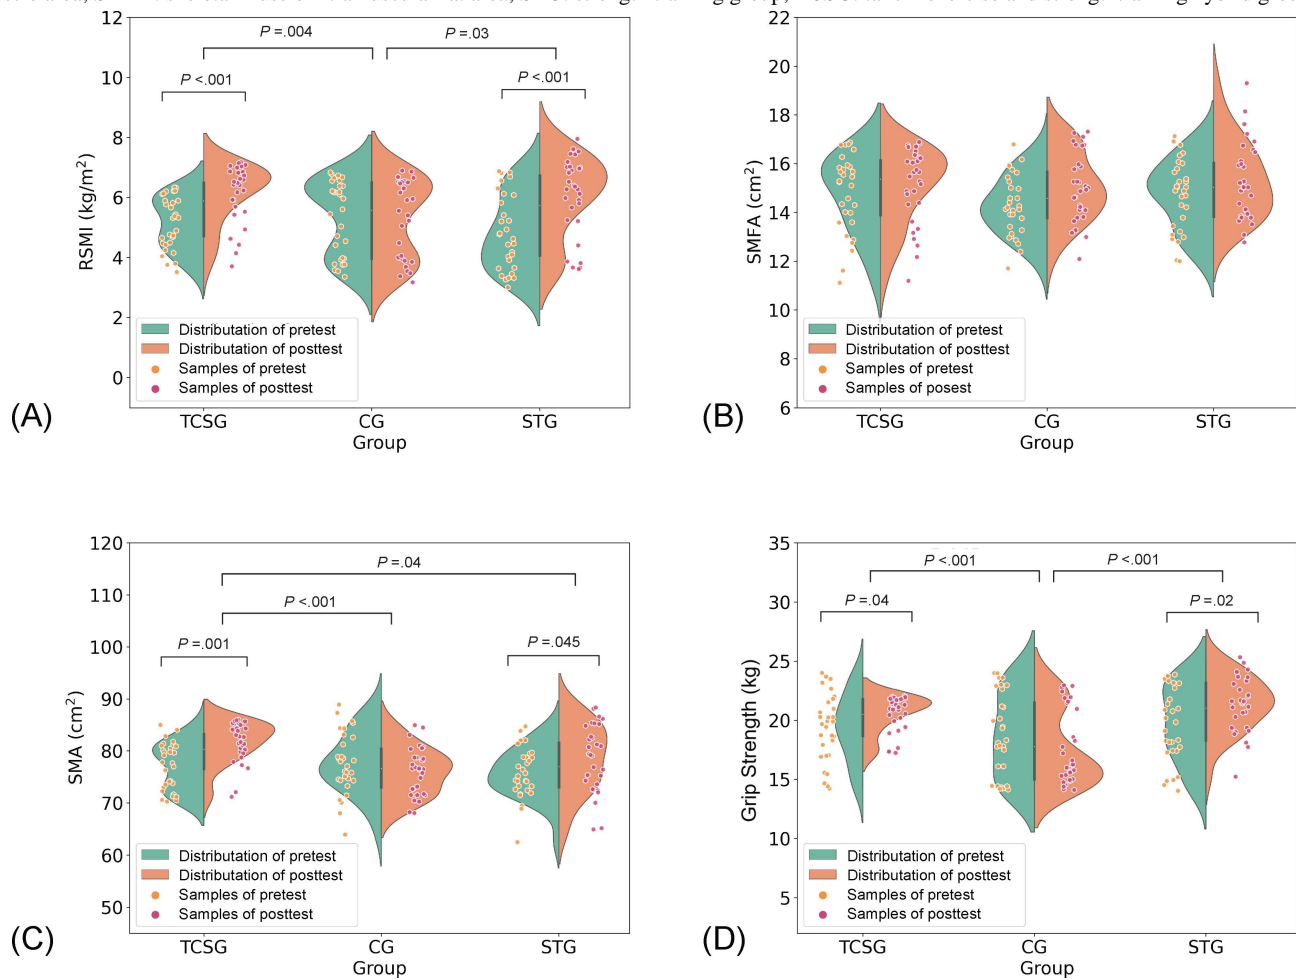 12
10
8
6
4
2
0
RSMI (kg/m²)
P <.001
P =.004
P =.03
P <.001
Distributation of pretest
Distributation of posttest
Samples of pretest
Samples of posttest
TCSG CG STG
Group
(A)
22
20
18
16
14
12
10
8
6
SMFA (cm²)
Distributation of pretest
Distributation of posttest
Samples of pretest
Samples of posest
TCSG CG STG
Group
(B)
120
110
100
90
80
70
60
50
SMA (cm²)
P =.04
P <.001
P =.001
P =.045
Distributation of pretest
Distributation of posttest
Samples of pretest
Samples of posttest
TCSG CG STG
Group
(C)
35
30
25
20
15
10
5
Grip Strength (kg)
P <.001
P <.001
P =.04
P =.02
Distributation of pretest
Distributation of posttest
Samples of pretest
Samples of posttest
TCSG CG STG
Group
(D)